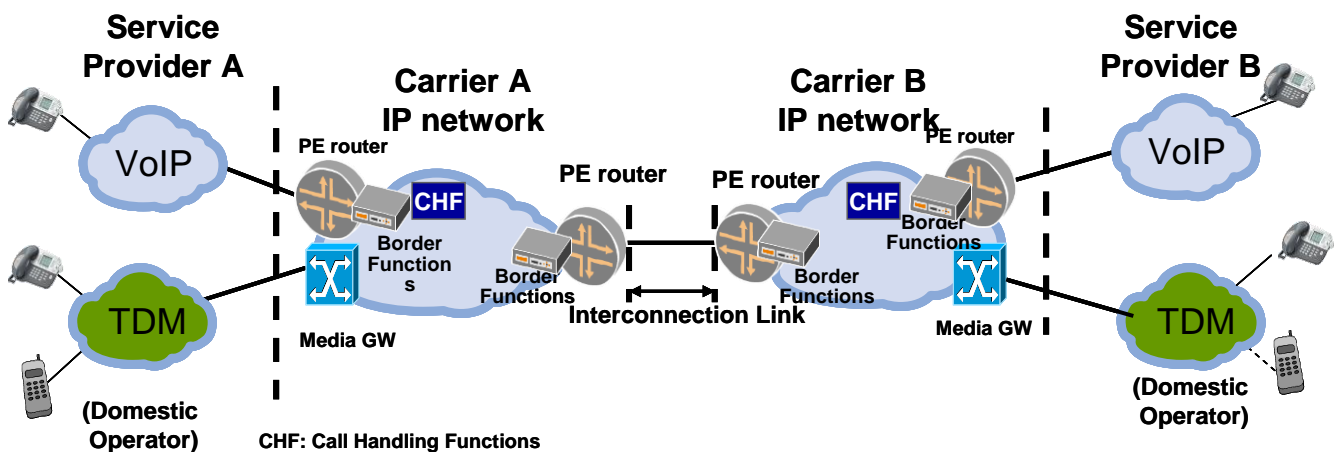 Service
Provider A
Carrier A
IP network
Carrier B
IP network
Service
Provider B
VoIP
PE router
CHF
Border
Function
s
PE router
Border
Functions
PE router
Border
Functions
CHF
PE router
Border
Functions
VoIP
TDM
Media GW
Interconnection Link
Media GW
TDM
(Domestic
Operator)
(Domestic
Operator)
CHF: Call Handling Functions